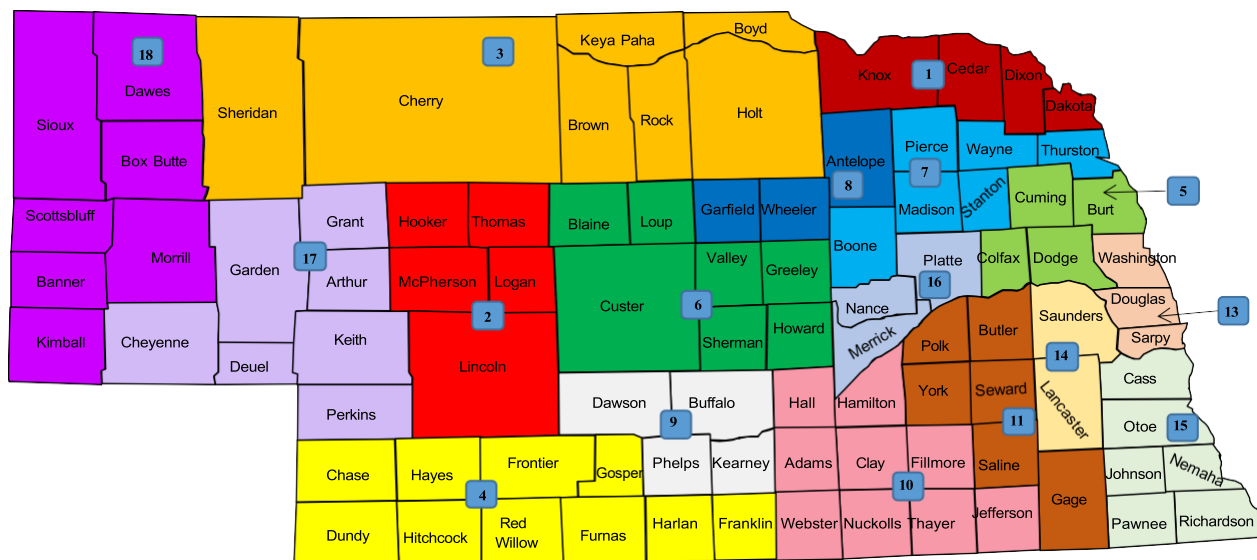 Boyd
Keya Paha
18
3
Knox
1
Cedar
Dixon
Dawes
Cherry
Dakota
Sheridan
Holt
Sioux
Brown
Rock
Pierce
Wayne
Thurston
Box Butte
Antelope
7
8
5
Scottsbluff
Grant
Hooker
Thomas
Blaine
Loup
Garfield
Wheeler
Madison
Stanton
Cuming
Burt
Morrill
17
Garden
Boone
Platte
Colfax
Dodge
Washington
Banner
Arthur
McPherson
Logan
Valley
Greeley
16
Custer
6
Nance
Douglas
13
2
Saunders
Kimball
Cheyenne
Keith
Sherman
Howard
Merrick
Polk
Butler
Sarpy
Deuel
Lincoln
14
Cass
Perkins
Dawson
Buffalo
Hall
Hamilton
York
Seward
Lancaster
9
11
Otoe
15
Chase
Hayes
Frontier
Gosper
Phelps
Kearney
Adams
Clay
Fillmore
Saline
Johnson
Nemaha
4
10
Gage
Dundy
Hitchcock
Red
Willow
Furnas
Harlan
Franklin
Webster
Nuckolls
Thayer
Jefferson
Pawnee
Richardson